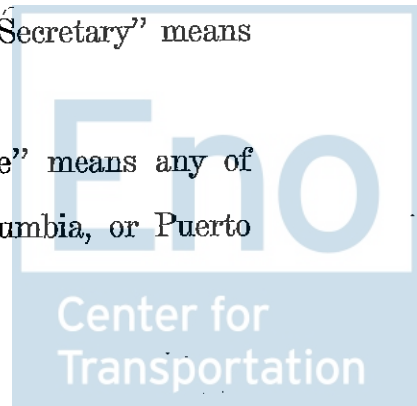 Secretary” means
e” means any of
umbia, or Puerto
Eno
Center for
Transportation